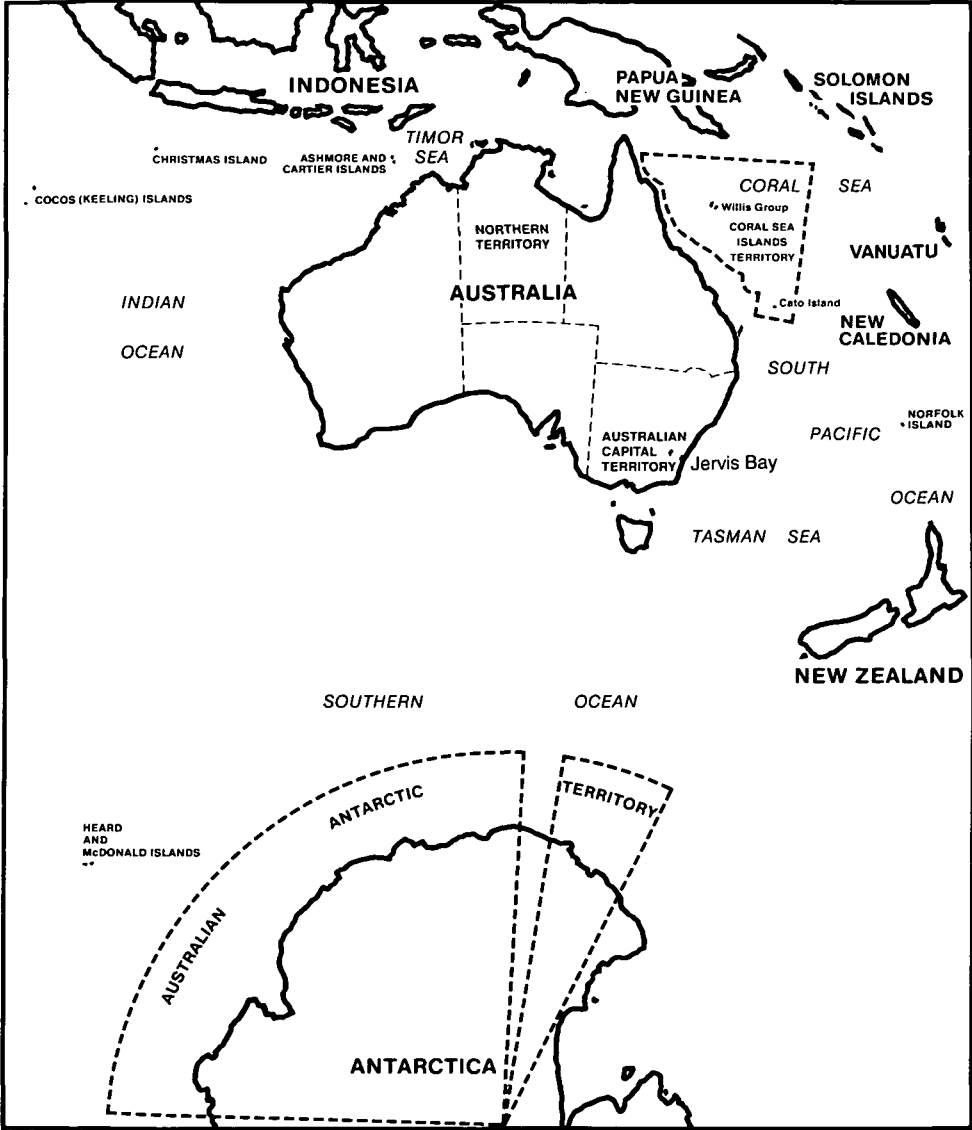 INDONESIA
PAPUA
NEW GUINEA
SOLOMON
ISLANDS
TIMOR
SEA
CHRISTMAS ISLAND
ASHMORE AND
CARTIER ISLANDS
COCOS (KEELING) ISLANDS
CORAL SEA
Willis Group
CORAL SEA
ISLANDS
TERRITORY
NORTHERN
TERRITORY
VANUATU
AUSTRALIA
INDIAN
OCEAN
Cato Island
NEW
CALEDONIA
SOUTH
PACIFIC
OCEAN
NORFOLK
ISLAND
AUSTRALIAN
CAPITAL
TERRITORY
Jervis Bay
TASMAN SEA
NEW ZEALAND
SOUTHERN OCEAN
AUSTRALIAN ANTARCTIC TERRITORY
HEARD
AND
McDONALD ISLANDS
ANTARCTICA